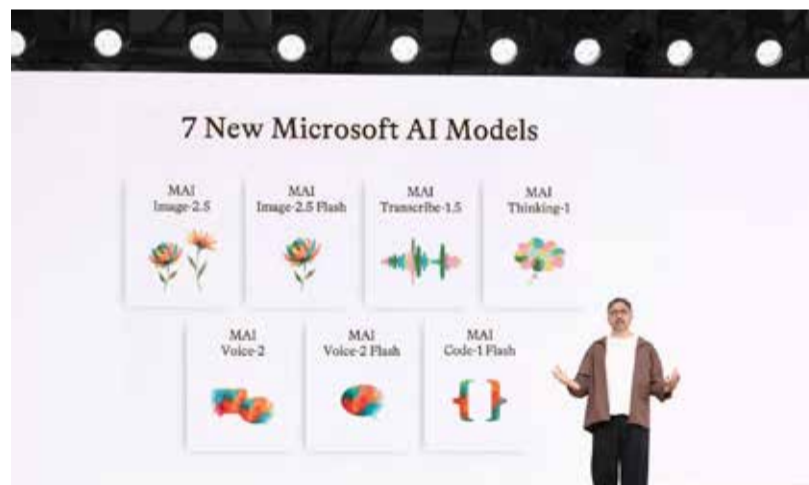 7 New Microsoft AI Models
MAI
Image-2.5
MAI
Image-2.5 Flash
MAI
Transcribe-1.5
MAI
Thinking-1
MAI
Voice-2
MAI
Voice-2 Flash
MAI
Code-1 Flash